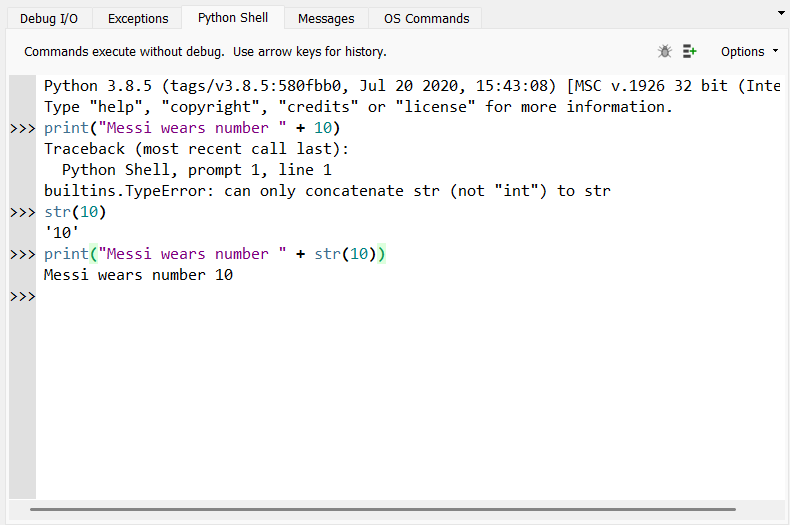 Debug I/O Exceptions Python Shell Messages OS Commands
Commands execute without debug. Use arrow keys for history. Options
Python 3.8.5 (tags/v3.8.5:580fbb0, Jul 20 2020, 15:43:08) [MSC v.1926 32 bit (Inte
Type "help", "copyright", "credits" or "license" for more information.
>>> print("Messi wears number " + 10)
Traceback (most recent call last):
  Python Shell, prompt 1, line 1
builtins.TypeError: can only concatenate str (not "int") to str
>>> str(10)
'10'
>>> print("Messi wears number " + str(10))
Messi wears number 10
>>>